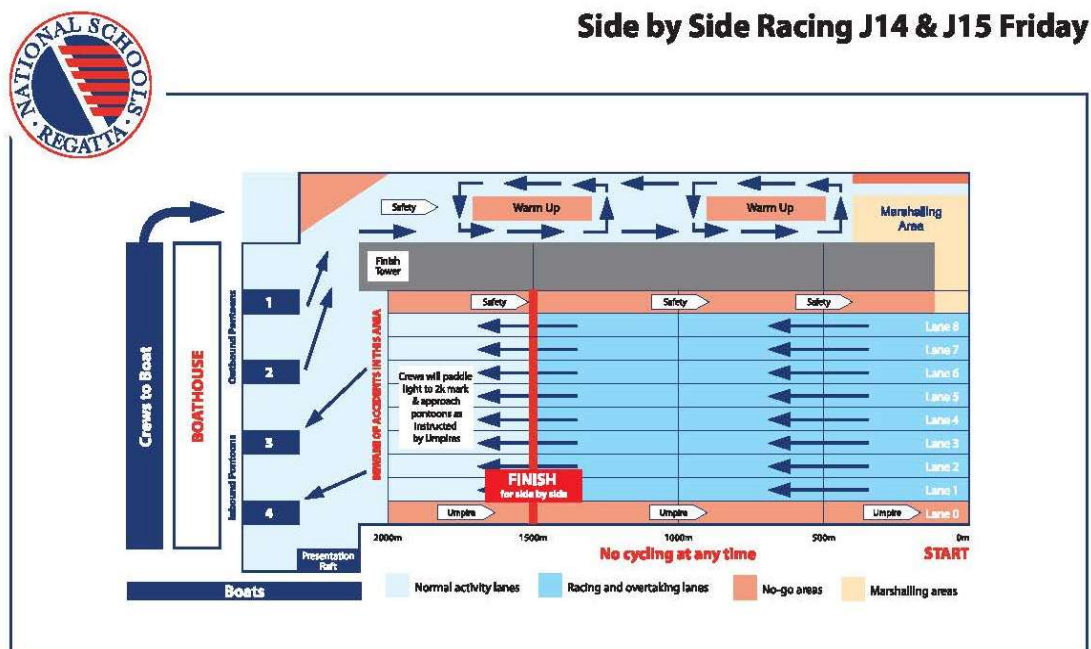 Side by Side Racing J14 & J15 Friday
NATIONAL SCHOOLS
· REGATTA ·
Safety
Warm Up
Warm Up
Marshalling
Area
Finish
Tower
Crews to Boat
BOATHOUSE
Outbound Pontoons
Inbound Pontoons
1
2
3
4
BEWARE OF ACCIDENTS IN THIS AREA
Safety
Safety
Safety
Lane 8
Lane 7
Lane 6
Lane 5
Lane 4
Lane 3
Lane 2
Lane 1
Lane 0
Crews will paddle
light to 2k mark
& approach
pontoons as
instructed
by Umpires
FINISH
for side by side
Umpire
Umpire
Umpire
2000m
1500m
1000m
500m
0m
No cycling at any time
START
Presentation
Raft
Boats
Normal activity lanes
Racing and overtaking lanes
No-go areas
Marshalling areas